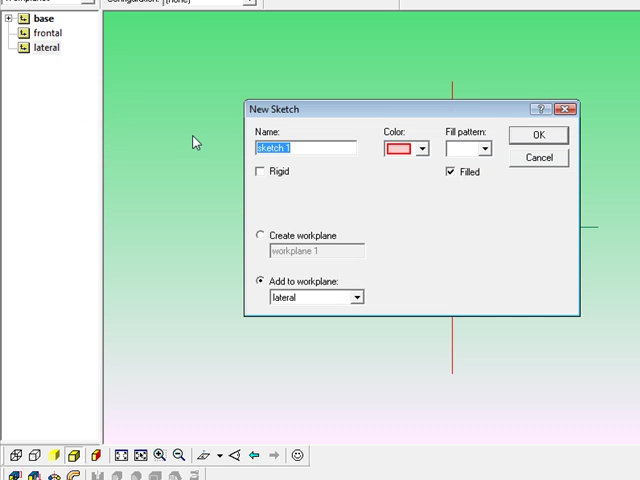 Configuration: (none)
base
frontal
lateral
New Sketch
Name:
Color:
Fill pattern:
OK
sketch 1
Cancel
Rigid
Filled
Create workplane
workplane 1
Add to workplane:
lateral